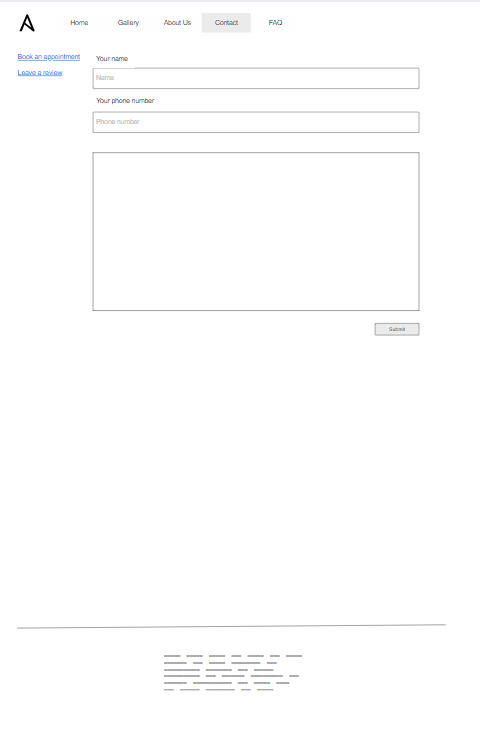 Home Gallery About Us Contact FAQ
Book an appointment
Leave a review
Your name
Name
Your phone number
Phone number
Submit